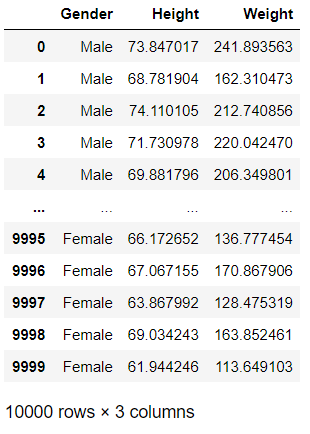 Gender Height Weight
0 Male 73.847017 241.893563
1 Male 68.781904 162.310473
2 Male 74.110105 212.740856
3 Male 71.730978 220.042470
4 Male 69.881796 206.349801
... ... ... ...
9995 Female 66.172652 136.777454
9996 Female 67.067155 170.867906
9997 Female 63.867992 128.475319
9998 Female 69.034243 163.852461
9999 Female 61.944246 113.649103
10000 rows × 3 columns